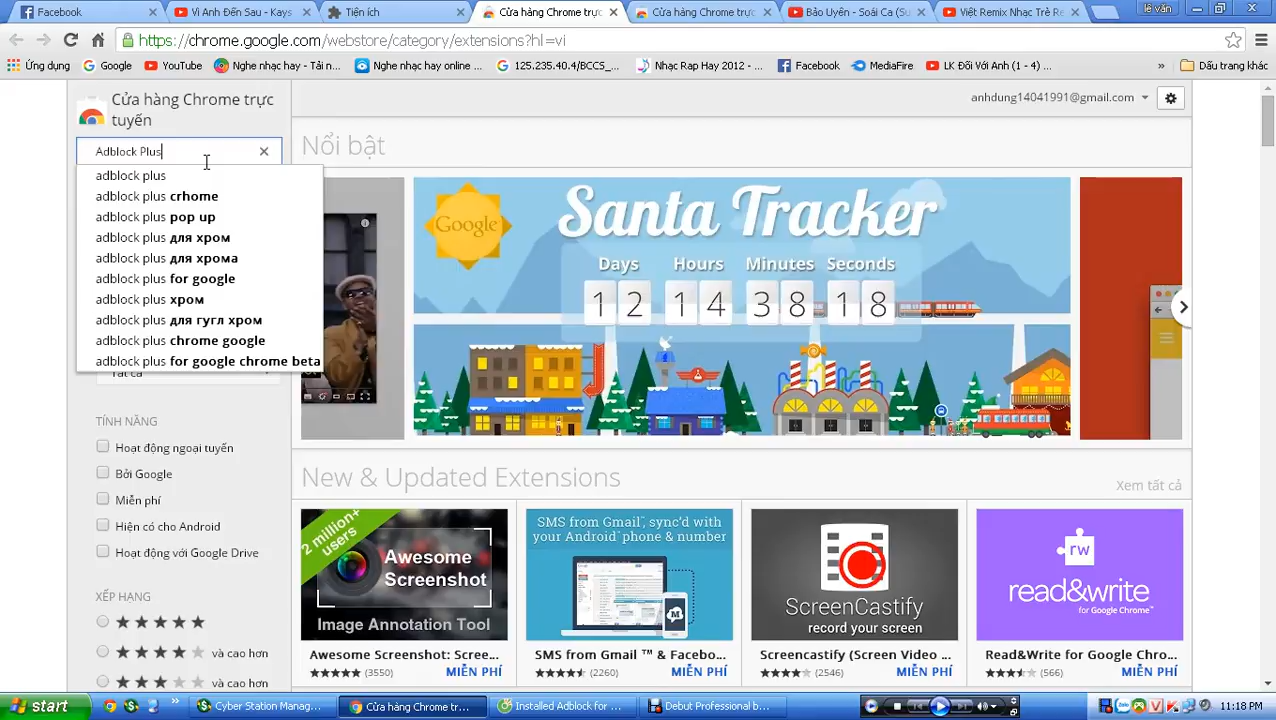 Facebook
Vì Anh Đến Sau - Kays
Tiện ích
Cửa hàng Chrome trực
Cửa hàng Chrome trực
Bảo Uyên - Soái Ca (Su
Việt Remix Nhạc Trẻ Re
lê văn
https://chrome.google.com/webstore/category/extensions?hl=vi
Ứng dụng
Google
YouTube
Nghe nhạc hay - Tải n...
Nghe nhạc hay online ...
125.235.40.4/BCCS_...
Nhạc Rap Hay 2012 - ...
Facebook
MediaFire
LK Đối Với Anh (1 - 4) ...
»
Dấu trang khác
Cửa hàng Chrome trực
tuyến
anhdung14041991@gmail.com
Adblock Plus
adblock plus
adblock plus crhome
adblock plus pop up
adblock plus для хром
adblock plus для хрома
adblock plus for google
adblock plus хром
adblock plus для гугл хром
adblock plus chrome google
adblock plus for google chrome beta
Tất cả
TÍNH NĂNG
Hoạt động ngoại tuyến
Bởi Google
Miễn phí
Hiện có cho Android
Hoạt động với Google Drive
XẾP HẠNG
và cao hơn
và cao hơn
Nổi bật
Google
Santa Tracker
Days Hours Minutes Seconds
12 14 38 18
New & Updated Extensions
Xem tất cả
2 million+
users
Awesome
Screenshot
Image Annotation Tool
Awesome Screenshot: Scree...
(3550)
MIỄN PHÍ
SMS from Gmail™, sync'd with
your Android™ phone & number
SMS from Gmail ™ & Facebo...
(2260)
MIỄN PHÍ
ScreenCastify
record your screen
Screencastify (Screen Video ...
(2546)
MIỄN PHÍ
rw
read&write
for Google Chrome™
Read&Write for Google Chro...
(566)
MIỄN PHÍ
start
»
Internet Download Manag...
Cửa hàng Chrome trự...
Installed Adblock for ...
Debut Professional b...
11:18 PM